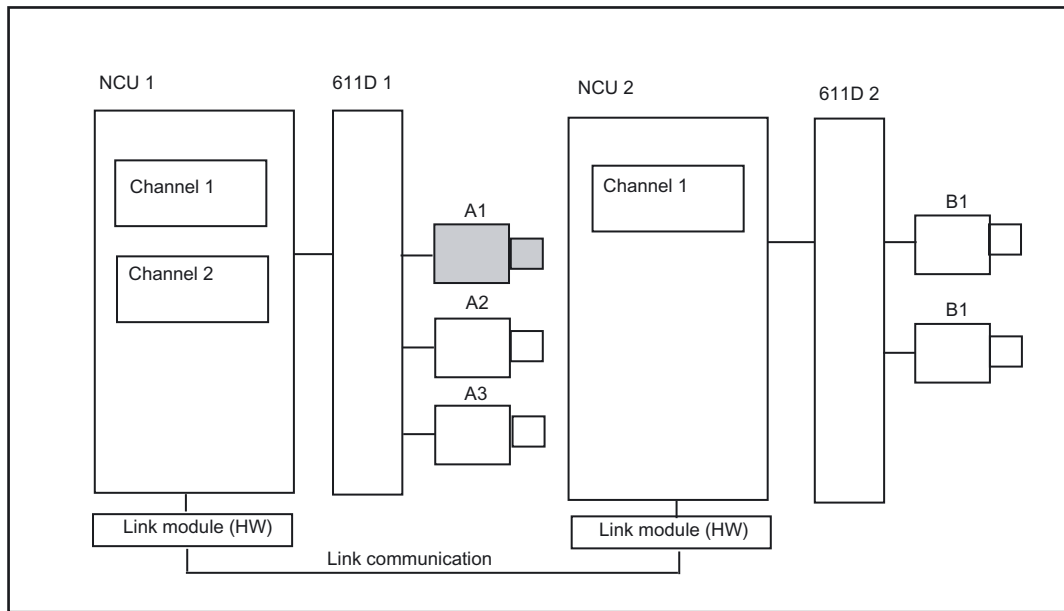 NCU 1
611D 1
NCU 2
611D 2
Channel 1
Channel 2
A1
A2
A3
Channel 1
B1
B1
Link module (HW)
Link module (HW)
Link communication